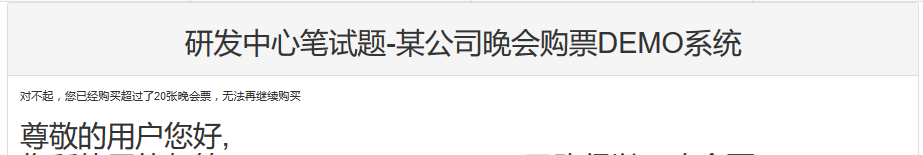 研发中心笔试题-某公司晚会购票DEMO系统
对不起，您已经购买超过了20张晚会票，无法再继续购买
尊敬的用户您好,